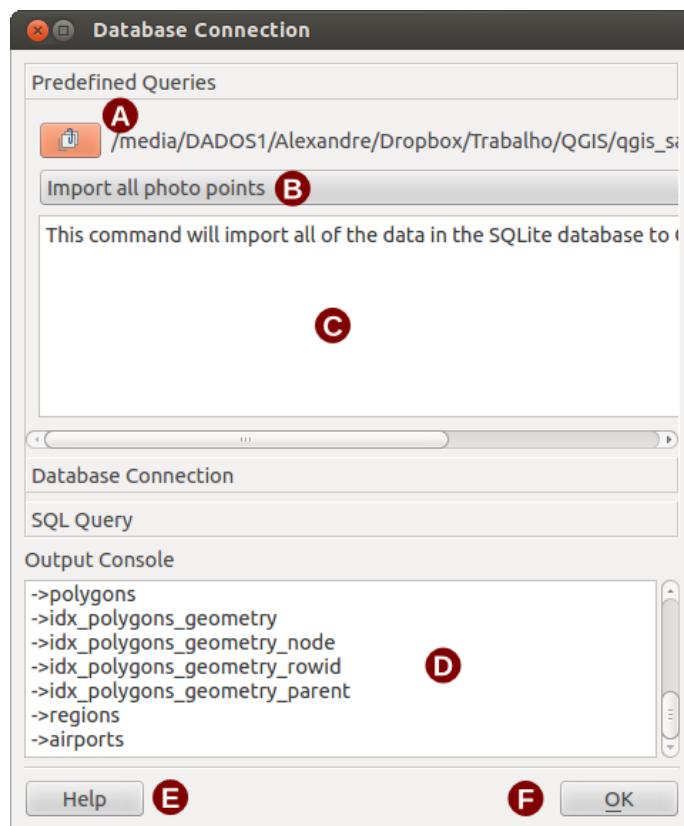 Database Connection
Predefined Queries
A
/media/DADOS1/Alexandre/Dropbox/Trabalho/QGIS/qgis_sa
Import all photo points B
This command will import all of the data in the SQLite database to
C
Database Connection
SQL Query
Output Console
->polygons
->idx_polygons_geometry
->idx_polygons_geometry_node
->idx_polygons_geometry_rowid
->idx_polygons_geometry_parent
->regions
->airports
D
Help E F OK